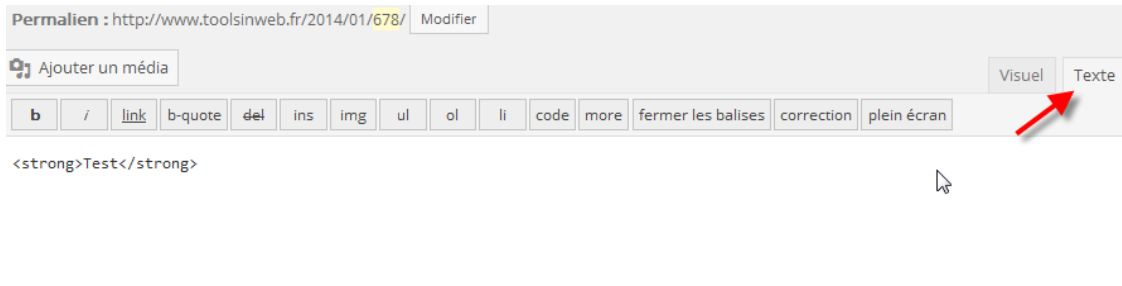 Permalien : http://www.toolsinweb.fr/2014/01/678/ Modifier
Ajouter un média
Visuel Texte
b i link b-quote del ins img ul ol li code more fermer les balises correction plein écran
<strong>Test</strong>